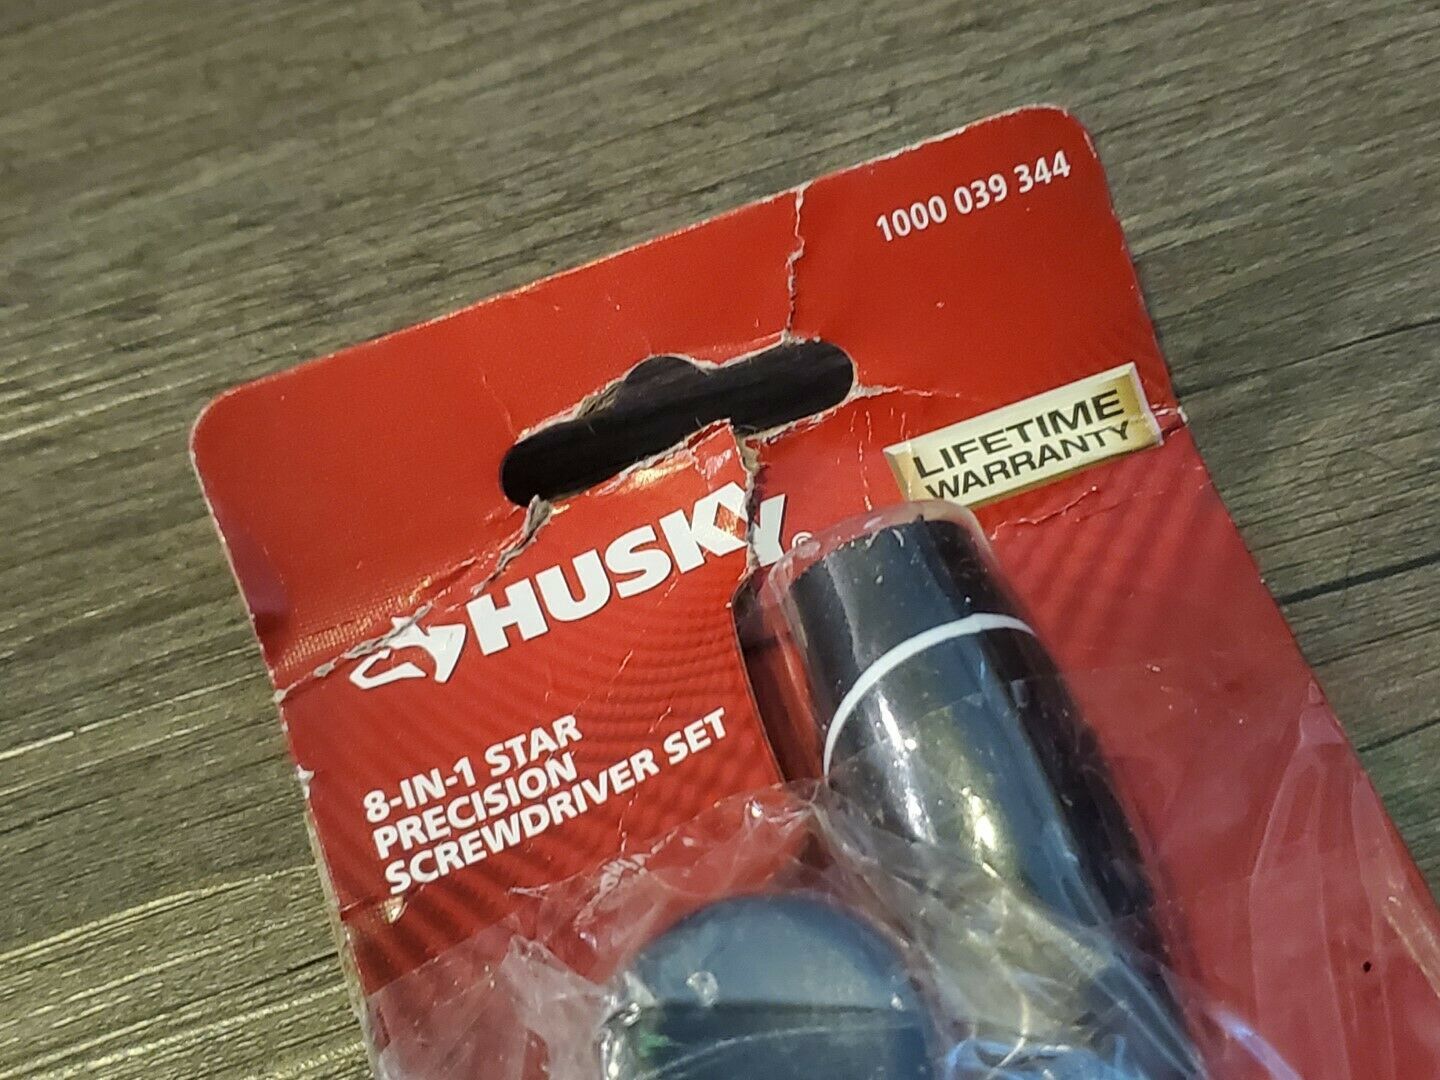 1000 039 344
LIFETIME
WARRANTY
HUSKY®
8-IN-1 STAR
PRECISION
SCREWDRIVER SET